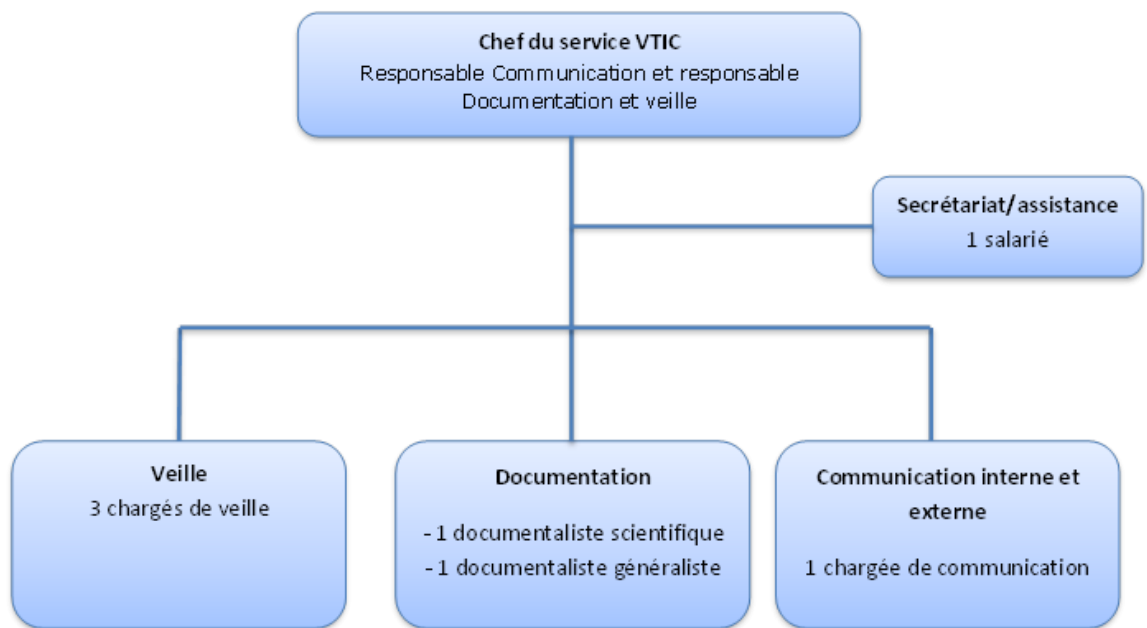 Chef du service VTIC
Responsable Communication et responsable
Documentation et veille
Secrétariat/assistance
1 salarié
Veille
3 chargés de veille
Documentation
- 1 documentaliste scientifique
- 1 documentaliste généraliste
Communication interne et
externe
1 chargée de communication